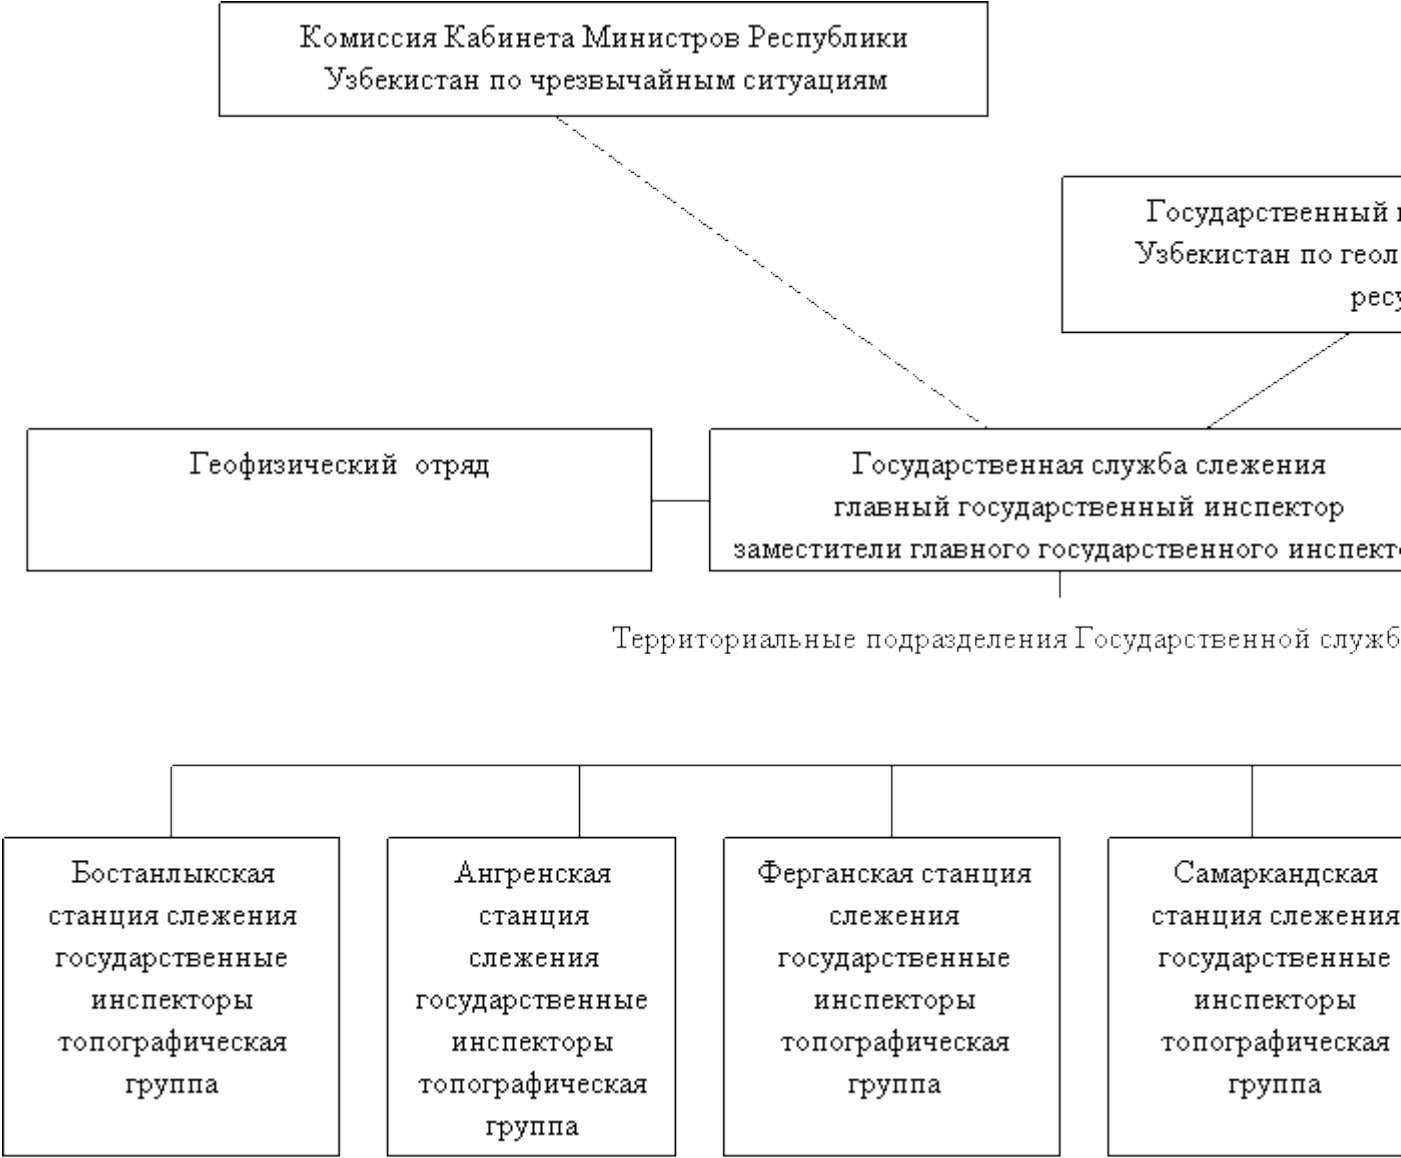 Комиссия Кабинета Министров Республики
Узбекистан по чрезвычайным ситуациям
Государственный
Узбекистан по геол
ресу
Геофизический отряд
Государственная служба слежения
главный государственный инспектор
заместители главного государственного инспекто
Территориальные подразделения Государственной служб
Бостанлыкская
станция слежения
государственные
инспекторы
топографическая
группа
Ангренская
станция
слежения
государственные
инспекторы
топографическая
группа
Ферганская станция
слежения
государственные
инспекторы
топографическая
группа
Самаркандская
станция слежения
государственные
инспекторы
топографическая
группа